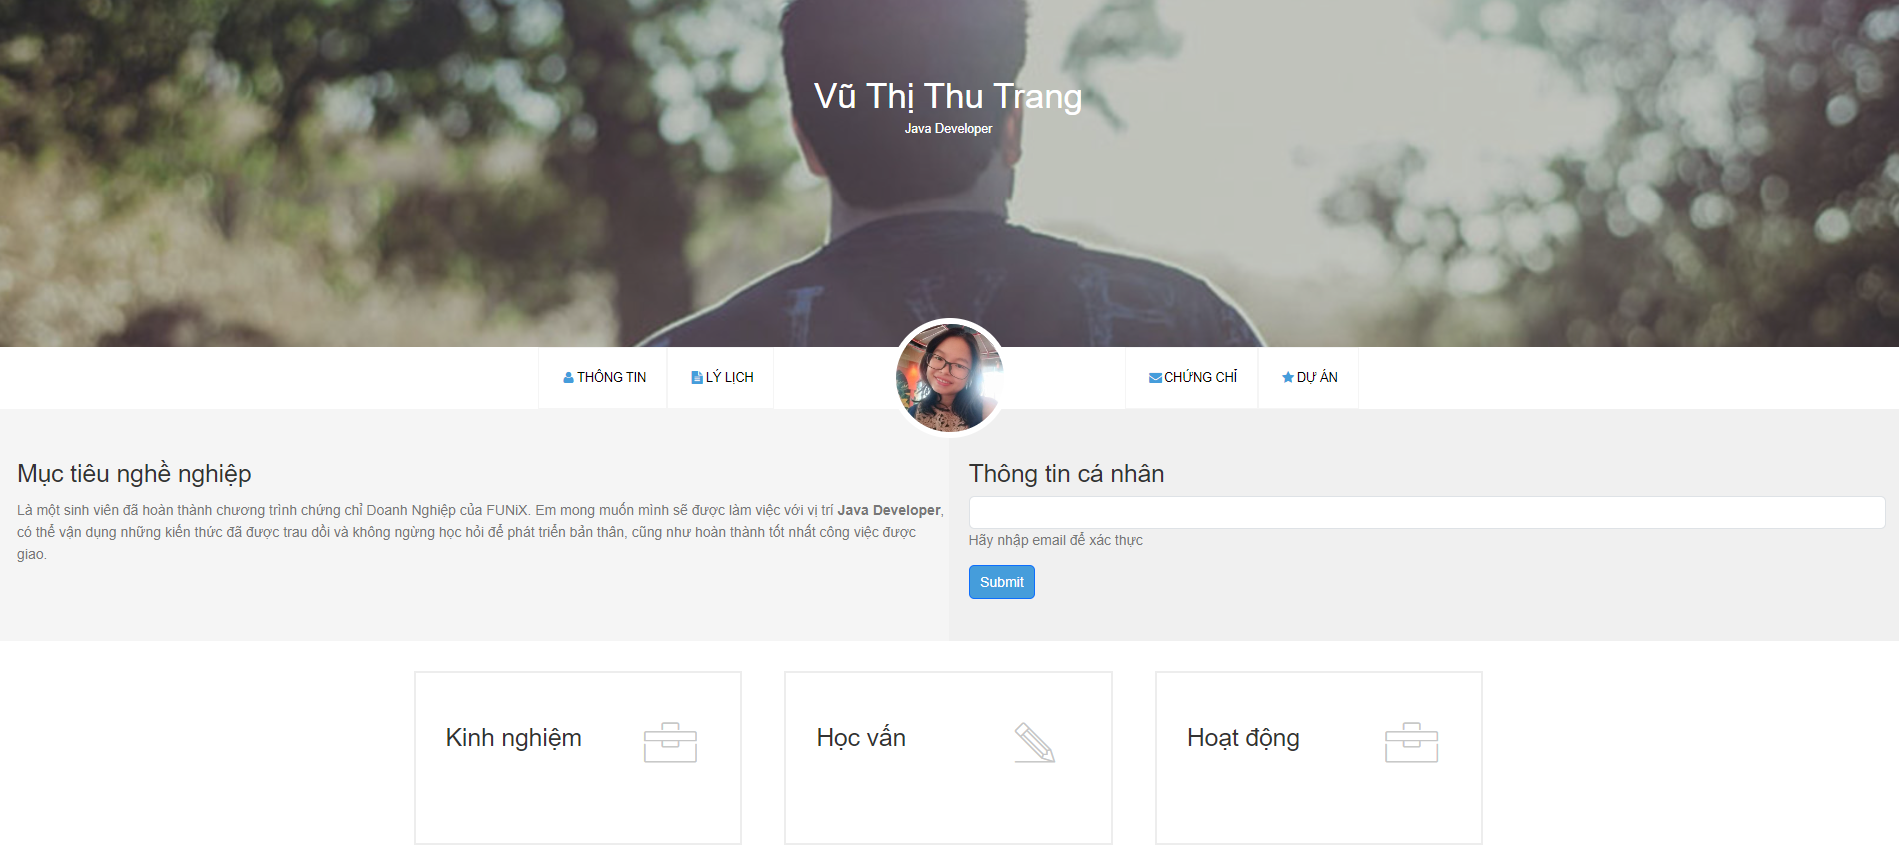 Vũ Thị Thu Trang
Java Developer
THÔNG TIN
LÝ LỊCH
CHỨNG CHỈ
DỰ ÁN
Mục tiêu nghề nghiệp
Là một sinh viên đã hoàn thành chương trình chứng chỉ Doanh Nghiệp của FUNiX. Em mong muốn mình sẽ được làm việc với vị trí Java Developer,
có thể vận dụng những kiến thức đã được trau dồi và không ngừng học hỏi để phát triển bản thân, cũng như hoàn thành tốt nhất công việc được
giao.
Thông tin cá nhân
Hãy nhập email để xác thực
Submit
Kinh nghiệm
Học vấn
Hoạt động